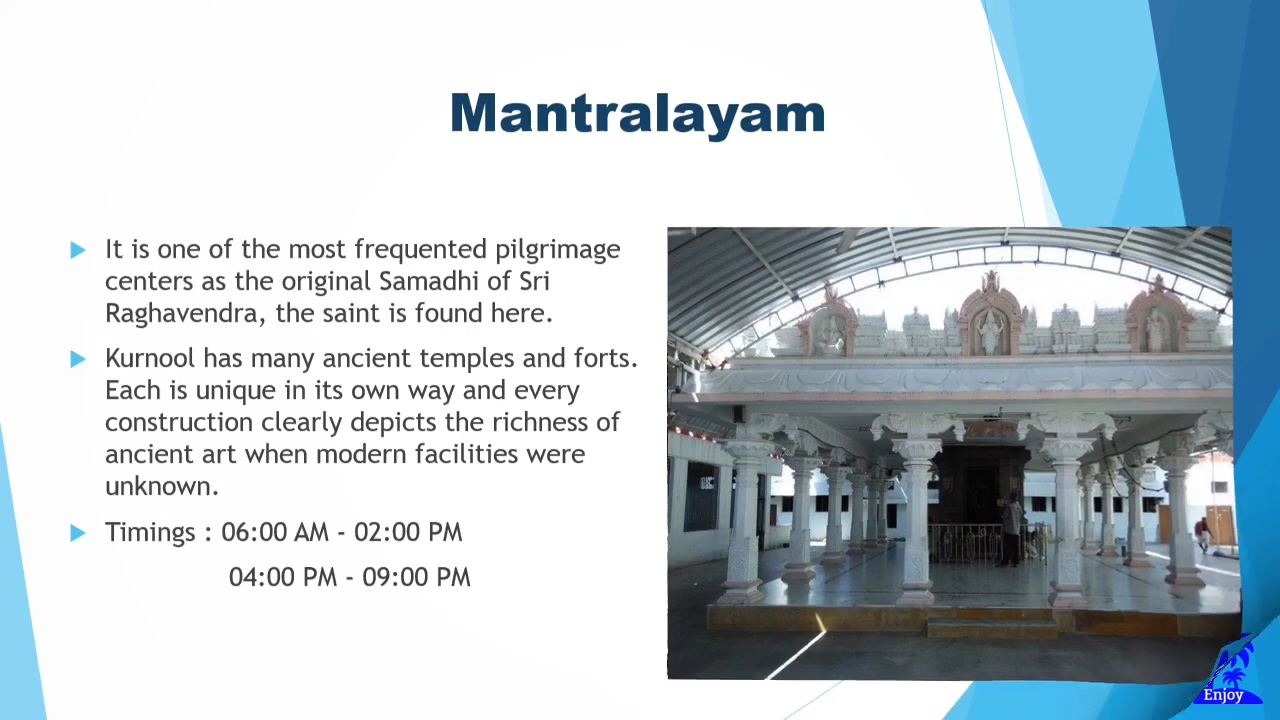 Mantralayam
It is one of the most frequented pilgrimage
centers as the original Samadhi of Sri
Raghavendra, the saint is found here.
Kurnool has many ancient temples and forts.
Each is unique in its own way and every
construction clearly depicts the richness of
ancient art when modern facilities were
unknown.
Timings : 06:00 AM - 02:00 PM
04:00 PM - 09:00 PM
Enjoy